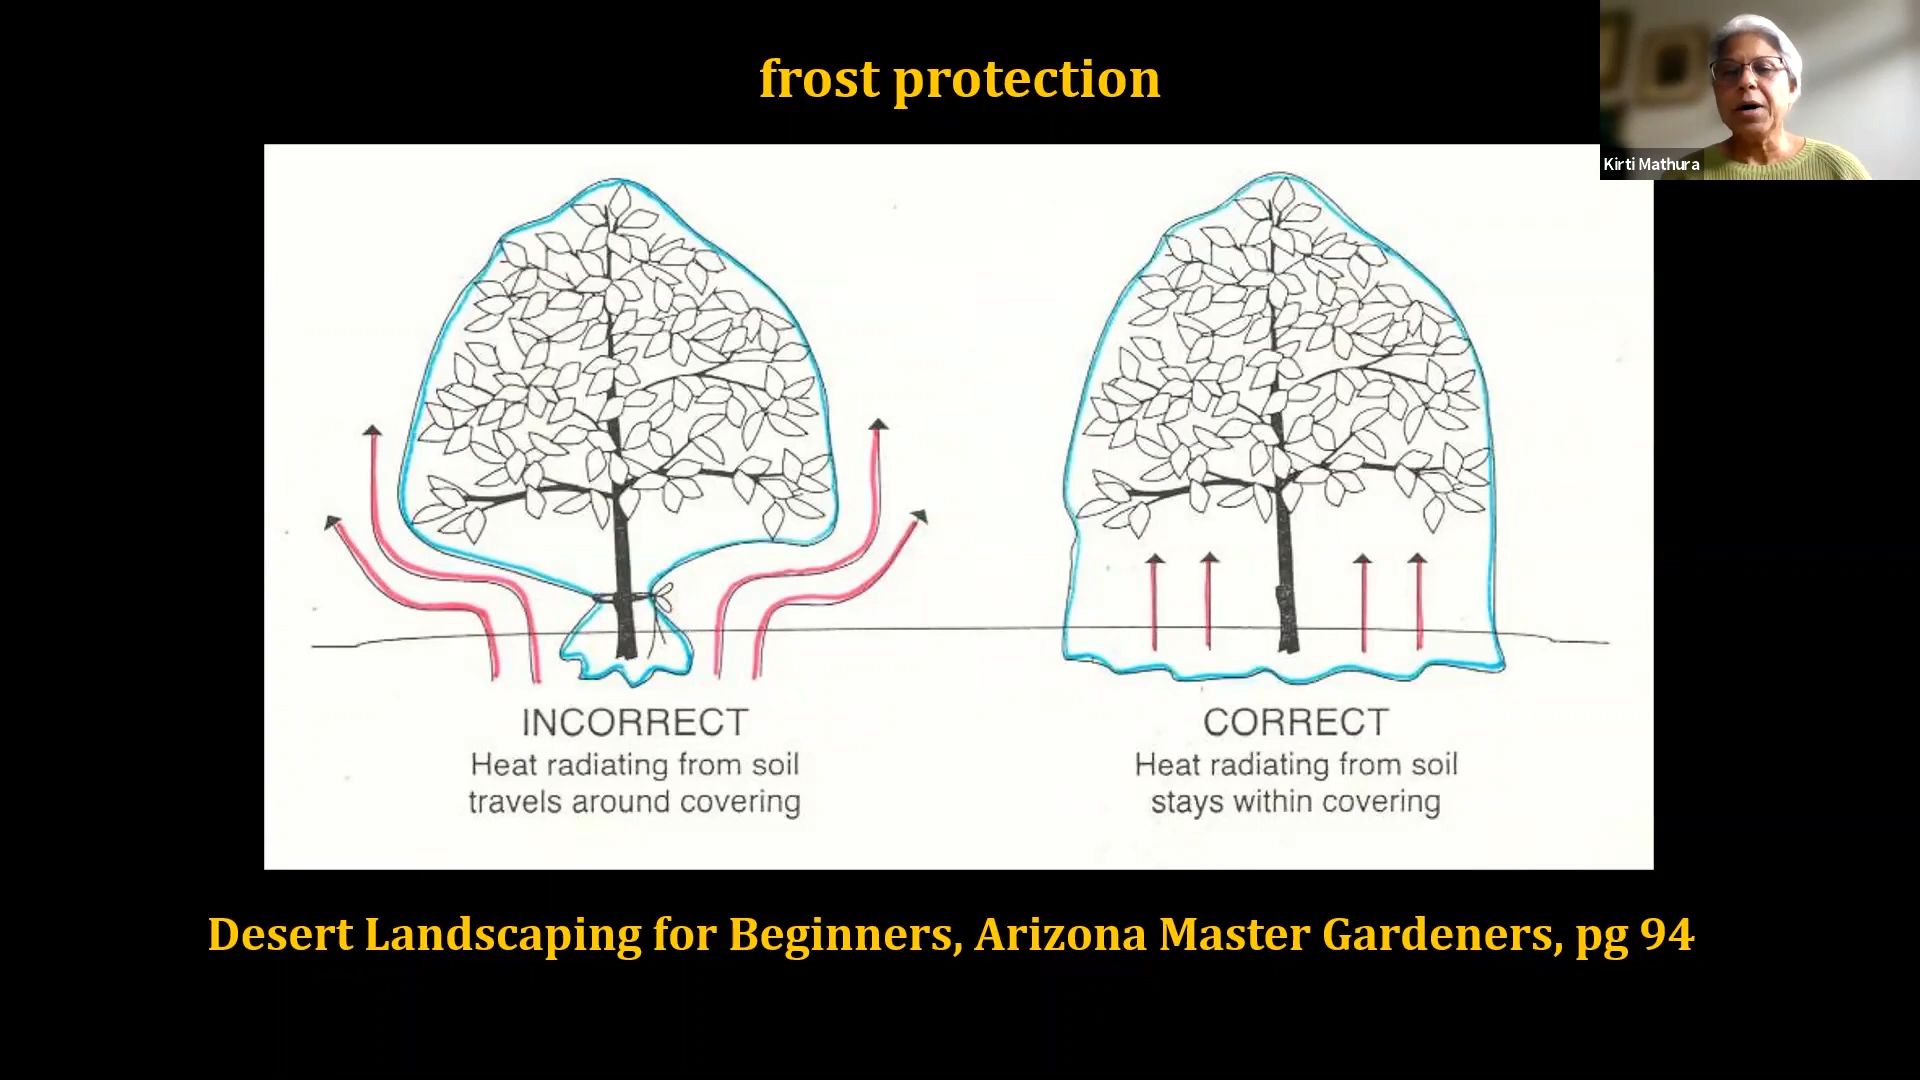 frost protection
Kirti Mathura
INCORRECT
Heat radiating from soil
travels around covering
CORRECT
Heat radiating from soil
stays within covering
Desert Landscaping for Beginners, Arizona Master Gardeners, pg 94